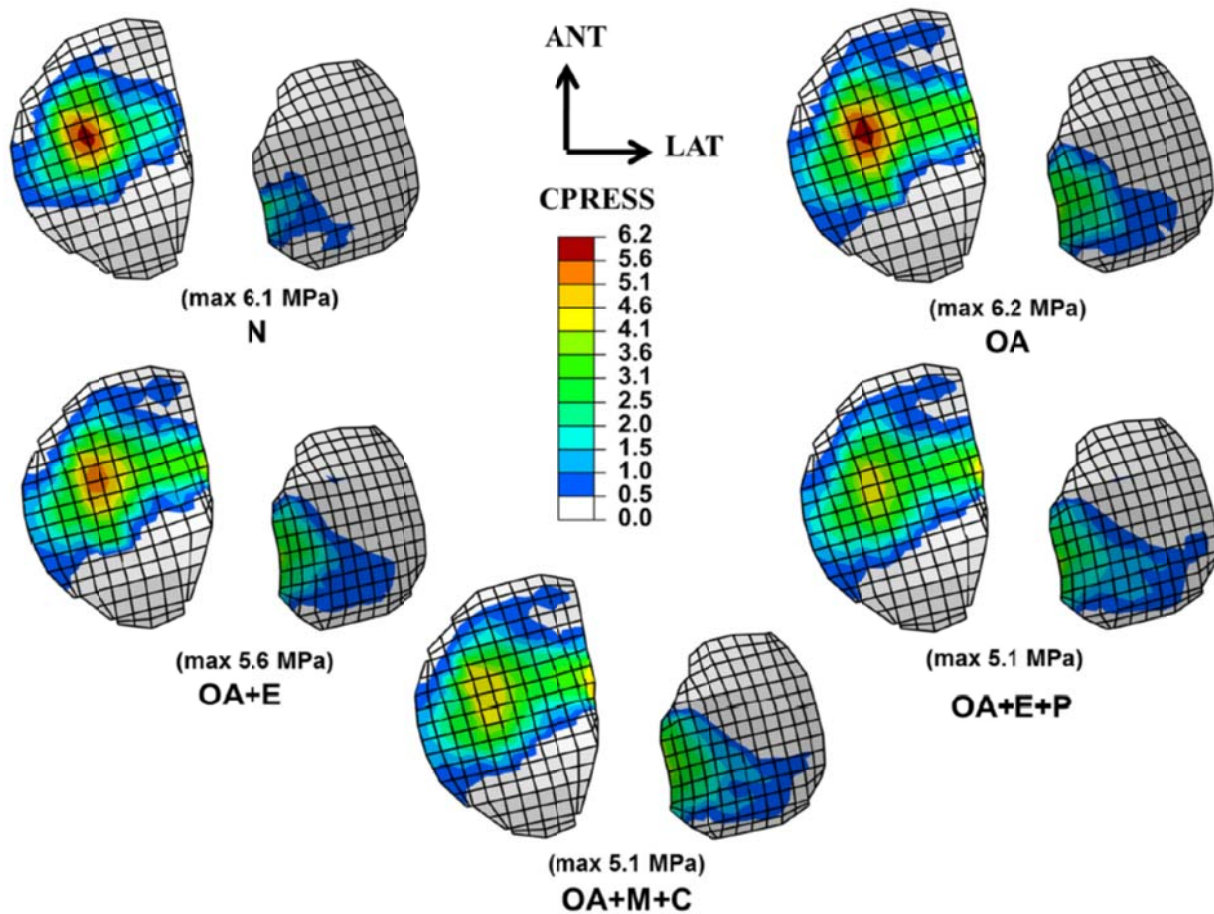 ANT
LAT
CPRESS
6.2
5.6
5.1
4.6
4.1
3.6
3.1
2.5
2.0
1.5
1.0
0.5
0.0
(max 6.1 MPa)
N
(max 6.2 MPa)
OA
(max 5.6 MPa)
OA+E
(max 5.1 MPa)
OA+E+P
(max 5.1 MPa)
OA+M+C